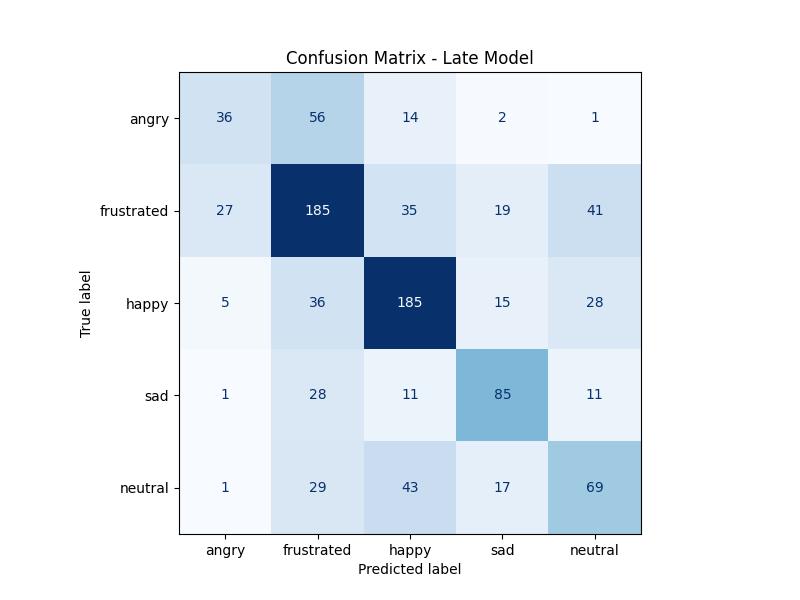 Confusion Matrix - Late Model
angry 36 56 14 2 1
frustrated 27 185 35 19 41
happy 5 36 185 15 28
sad 1 28 11 85 11
neutral 1 29 43 17 69
True label
angry frustrated happy sad neutral
Predicted label